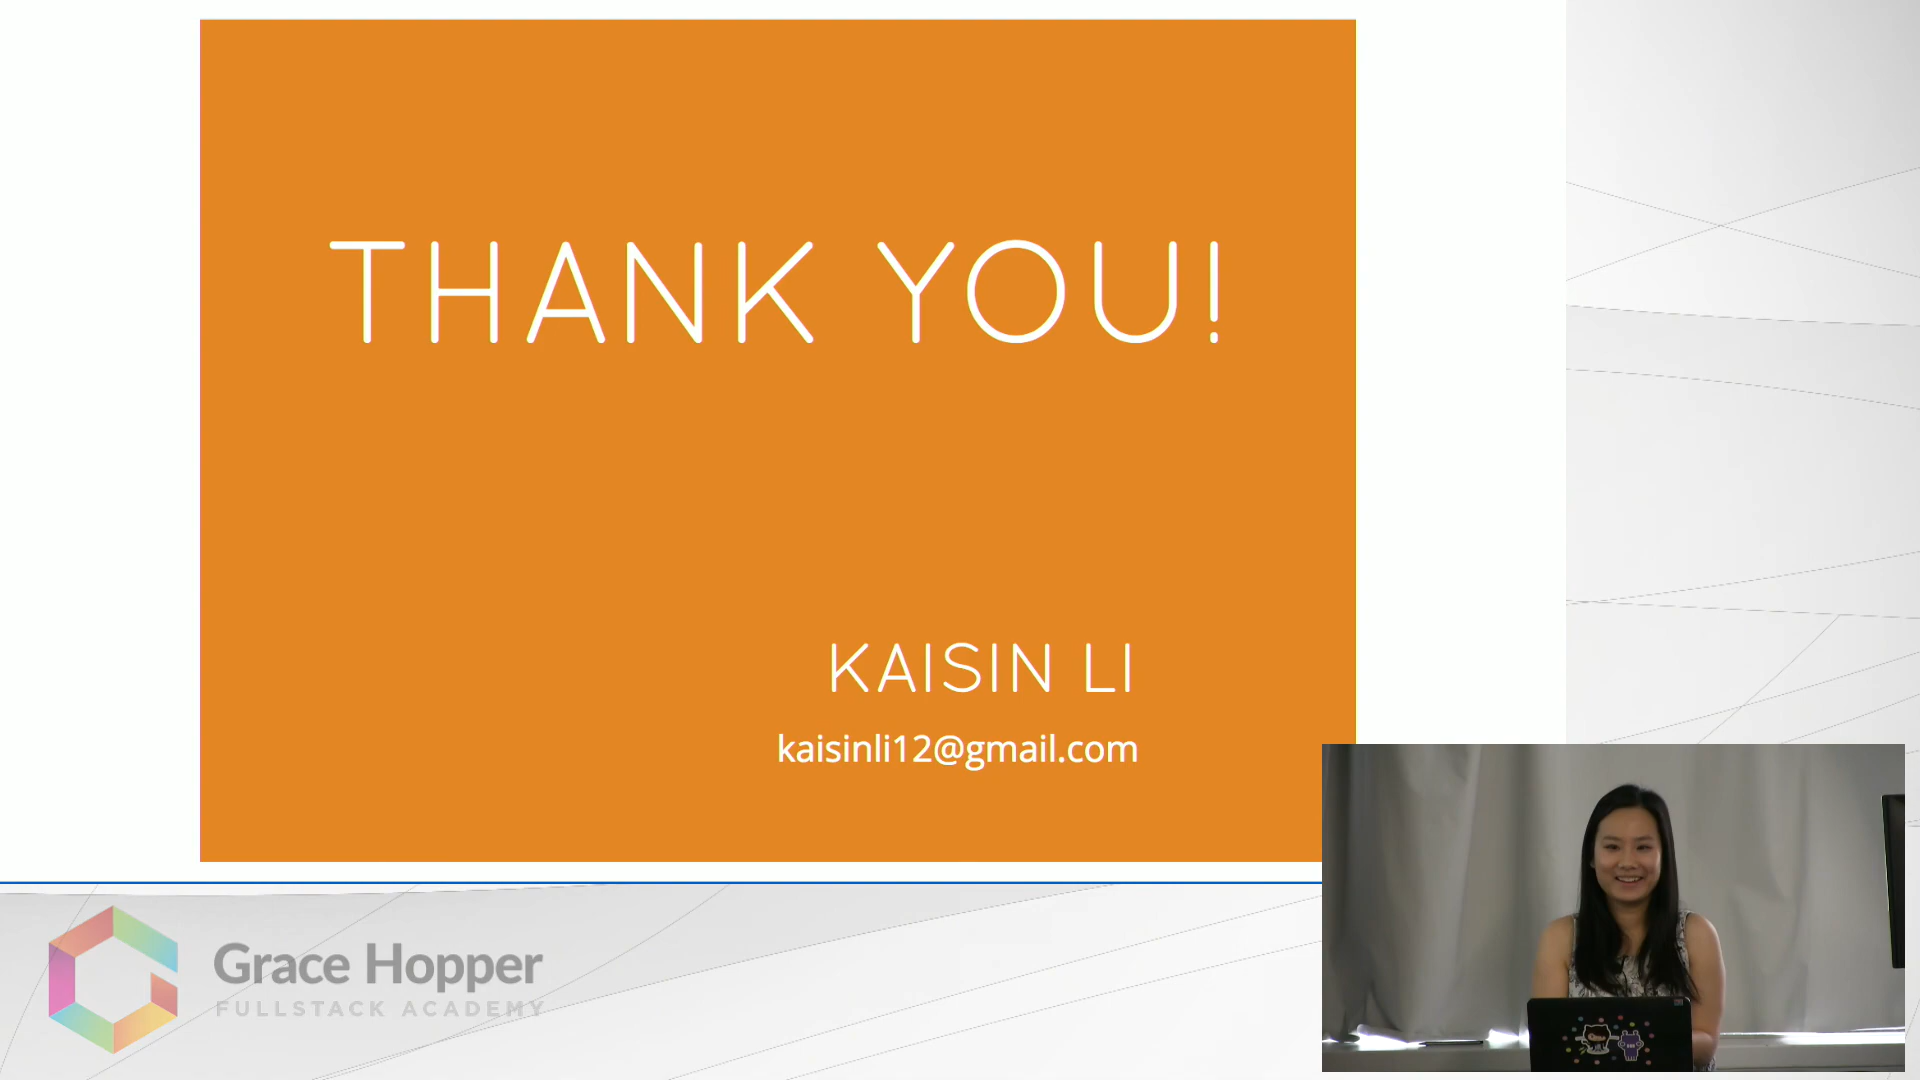 THANK YOU!
KAISIN LI
kaisinli12@gmail.com
Grace Hopper
FULLSTACK ACADEMY